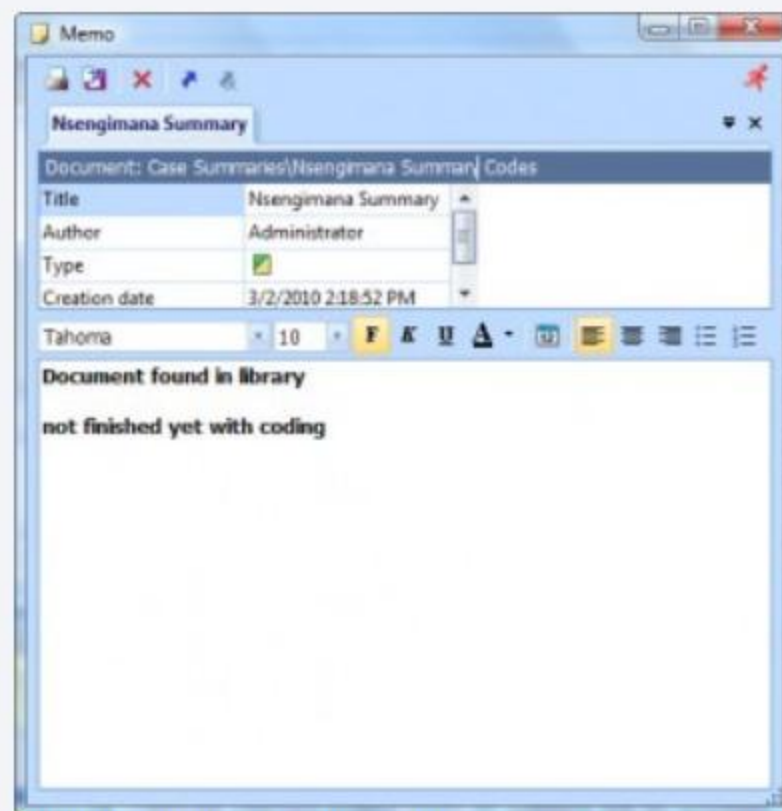 Memo
Nsengimana Summary
Document: Case Summaries\Nsengimana Summary Codes
Title Nsengimana Summary
Author Administrator
Type
Creation date 3/2/2010 2:18:52 PM
Tahoma 10 F K U A
Document found in library
not finished yet with coding